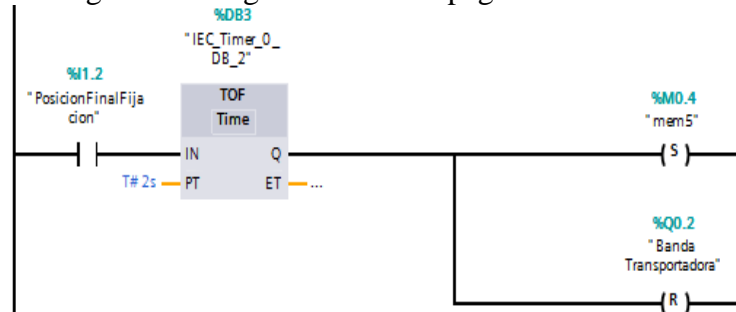 %DB3
"IEC_Timer_0_
DB_2"
%I1.2
"PosicionFinalFija
cion"
TOF
Time
%M0.4
"mem5"
IN
Q
S
T# 2s
PT
ET
...
%Q0.2
"Banda
Transportadora"
R